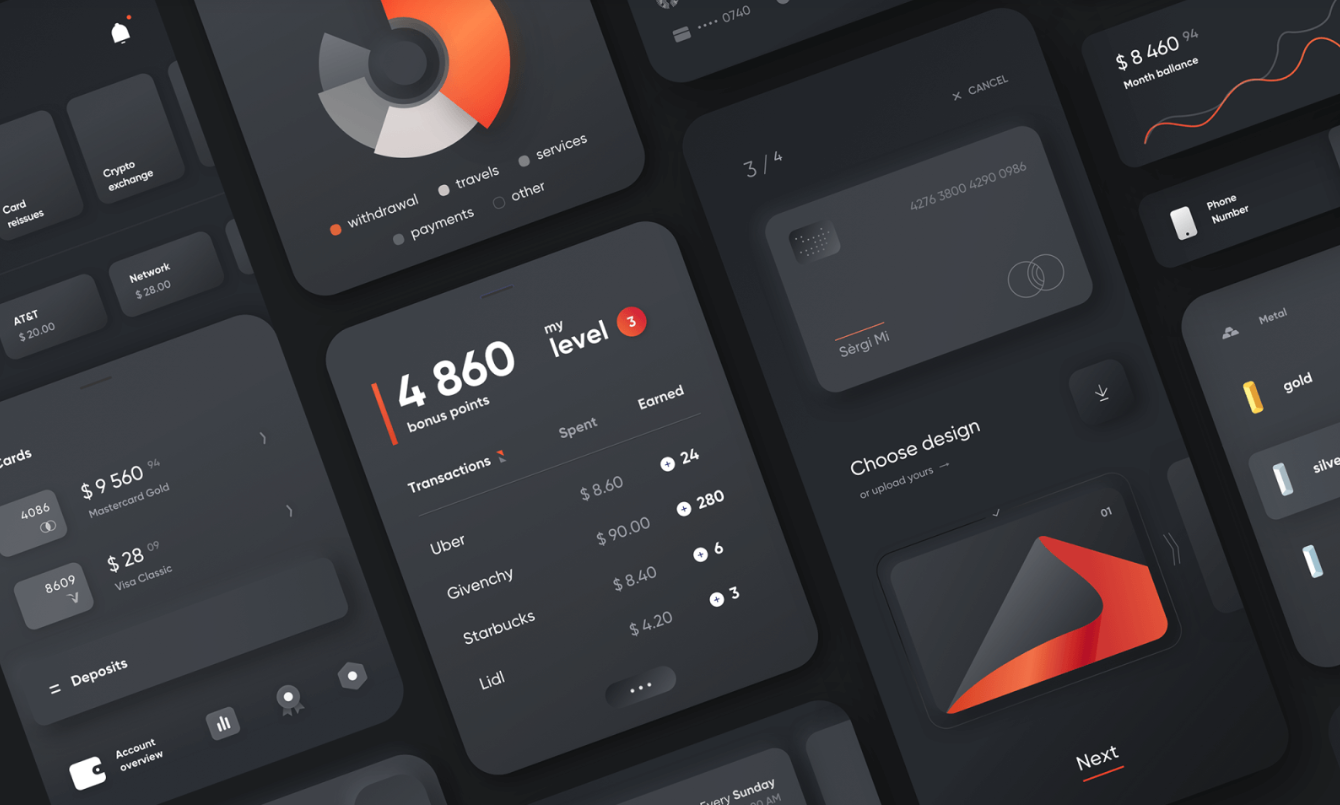 Card
reissues
Crypto
exchange
AT&T
$ 20.00
Network
$ 28.00
Cards
4086
$ 9 560 94
Mastercard Gold
8609
$ 28 09
Visa Classic
Deposits
Account
overview
withdrawal
travels
services
payments
other
4 860
bonus points
my
level 3
Transactions
Spent
Earned
Uber
$ 8.60
24
Givenchy
$ 90.00
280
Starbucks
$ 8.40
6
Lidl
$ 4.20
3
Every Sunday
AM
•••• 0740
CANCEL
3 / 4
4276 3800 4290 0986
Sèrgi Mi
Choose design
or upload yours →
01
Next
$ 8 460 94
Month ballance
Phone
Number
Metal
gold
silve